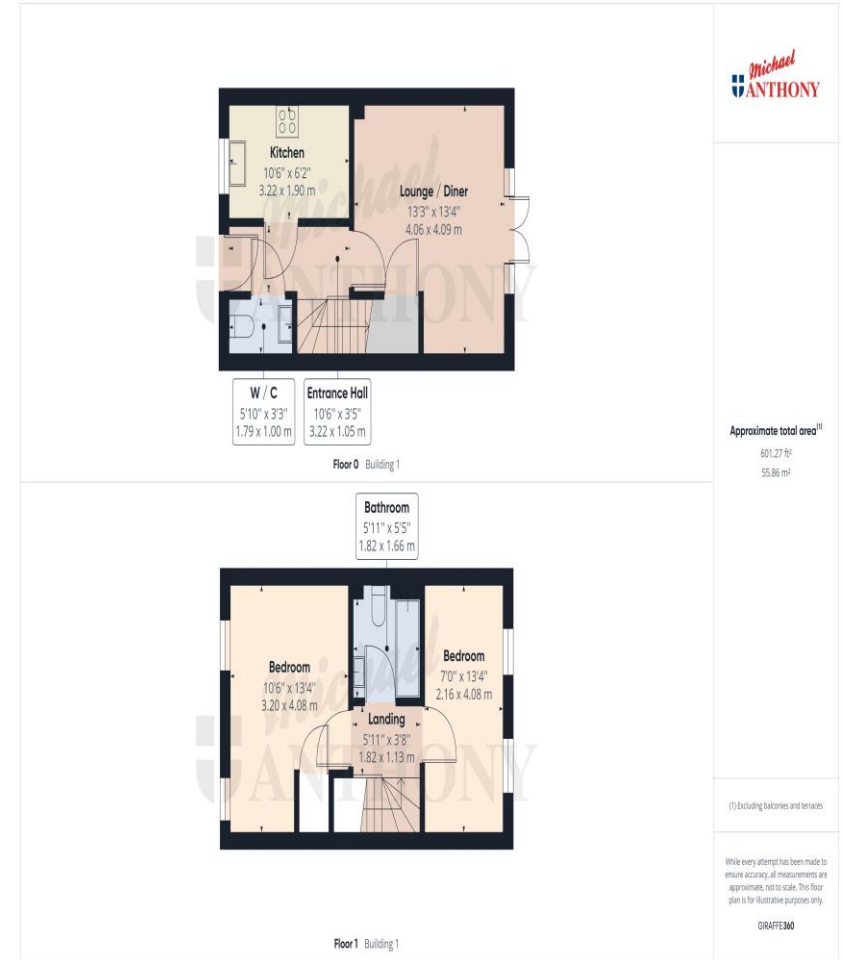 Michael
ANTHONY
Kitchen
10'6" x 6'2"
3.22 x 1.90 m
Lounge / Diner
13'3" x 13'4"
4.06 x 4.09 m
Michael
ANTHONY
W / C
5'10" x 3'3"
1.79 x 1.00 m
Entrance Hall
10'6" x 3'5"
3.22 x 1.05 m
Floor 0 Building 1
Approximate total area(1)
601.27 ft²
55.86 m²
Bathroom
5'11" x 5'5"
1.82 x 1.66 m
Bedroom
10'6" x 13'4"
3.20 x 4.08 m
Bedroom
7'0" x 13'4"
2.16 x 4.08 m
Landing
5'11" x 3'8"
1.82 x 1.13 m
Michael
ANTHONY
Floor 1 Building 1
(1) Excluding balconies and terraces
While every attempt has been made to
ensure accuracy, all measurements are
approximate, not to scale. This floor
plan is for illustrative purposes only.
GIRAFFE360